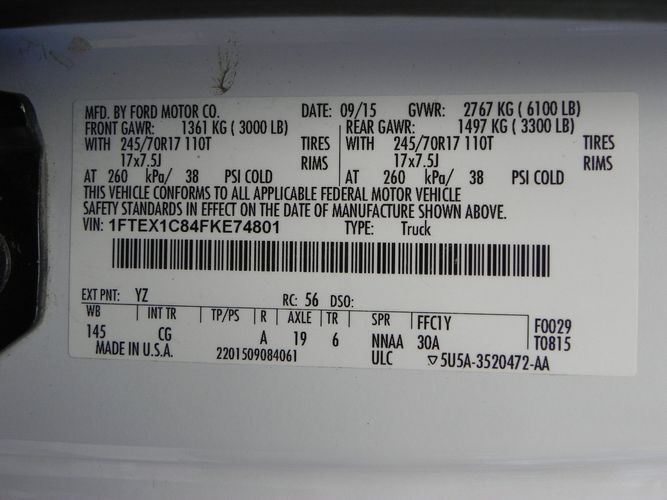 MFD. BY FORD MOTOR CO. DATE: 09/15 GVWR: 2767 KG ( 6100 LB)
FRONT GAWR: 1361 KG ( 3000 LB) REAR GAWR: 1497 KG ( 3300 LB)
WITH 245/70R17 110T TIRES WITH 245/70R17 110T TIRES
17x7.5J RIMS 17x7.5J RIMS
AT 260 kPa/ 38 PSI COLD AT 260 kPa/ 38 PSI COLD
THIS VEHICLE CONFORMS TO ALL APPLICABLE FEDERAL MOTOR VEHICLE
SAFETY STANDARDS IN EFFECT ON THE DATE OF MANUFACTURE SHOWN ABOVE.
VIN: 1FTEX1C84FKE74801 TYPE: Truck
EXT PNT: YZ RC: 56 DSO:
WB INT TR TP/PS R AXLE TR SPR FFC1Y F0029
145 CG A 19 6 NNAA 30A T0815
MADE IN U.S.A. 2201509084061 ULC ▽5U5A-3520472-AA